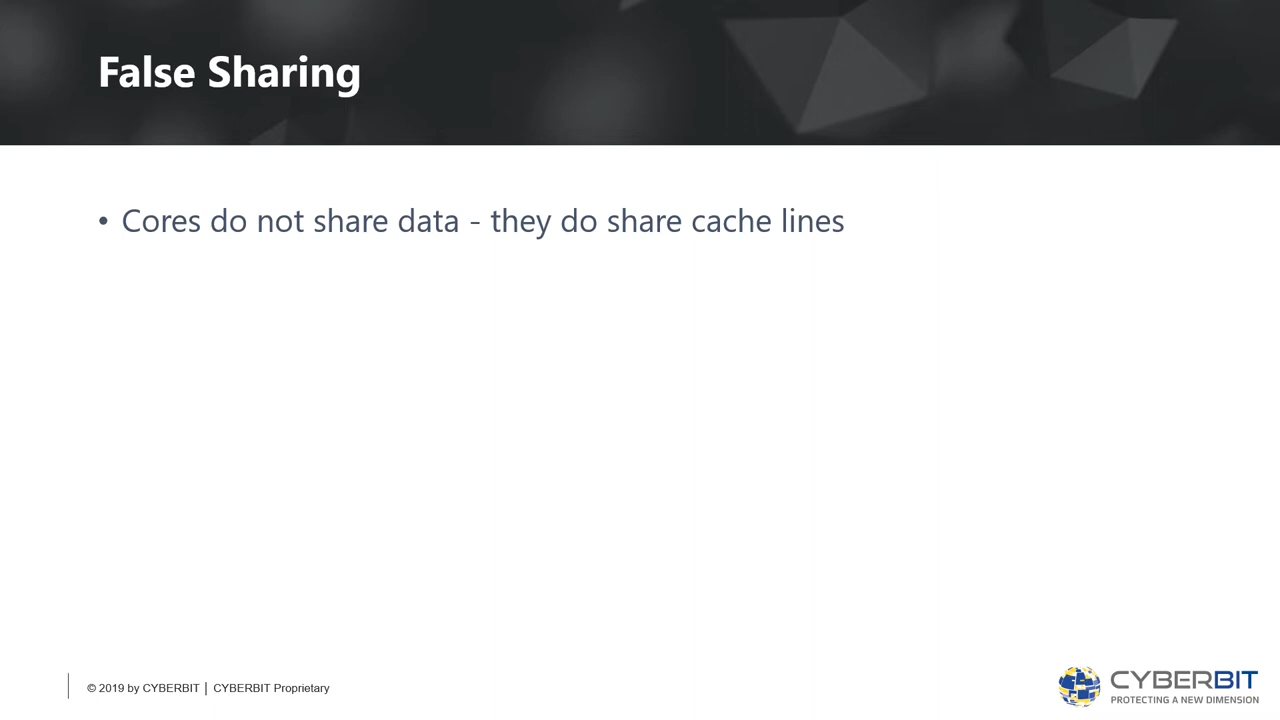 False Sharing
• Cores do not share data - they do share cache lines
© 2019 by CYBERBIT | CYBERBIT Proprietary
CYBERBIT
PROTECTING A NEW DIMENSION